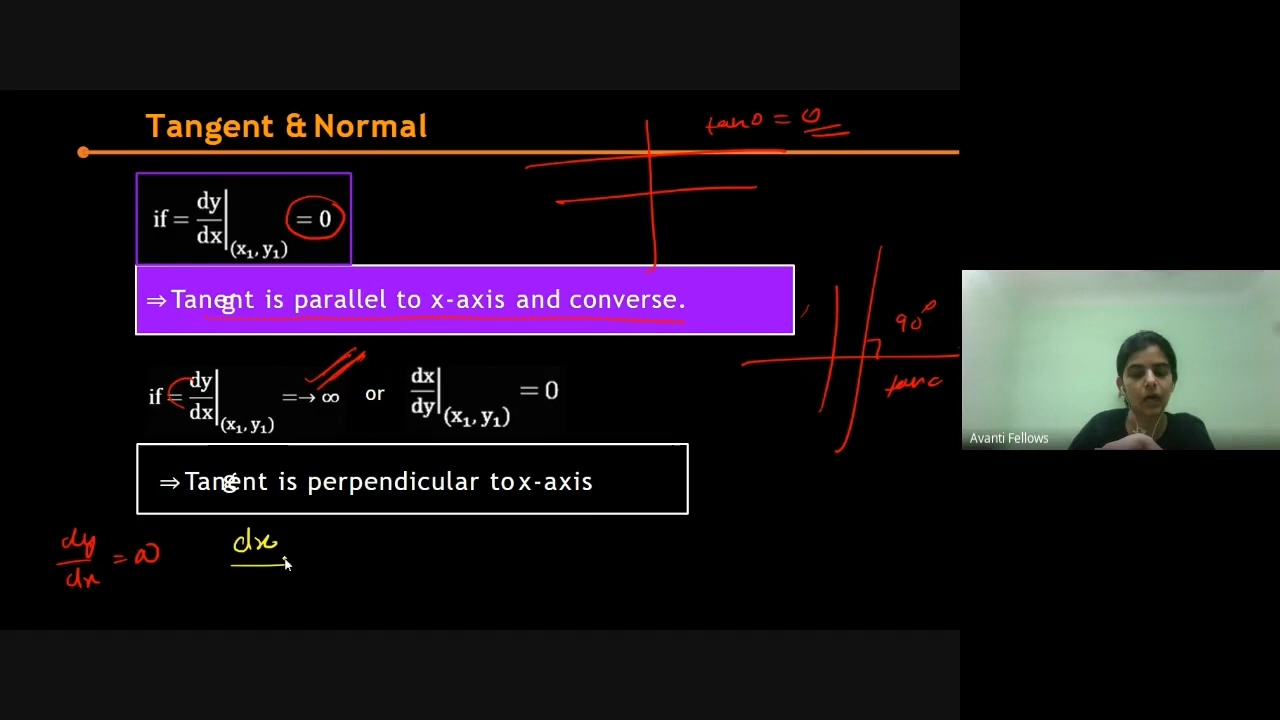 Tangent & Normal
tan0 = 0
if = dy/dx|(x₁, y₁) = 0
⇒ Tangent is parallel to x-axis and converse.
90°
tan
if = dy/dx|(x₁, y₁) =→ ∞ or dx/dy|(x₁, y₁) = 0
Avanti Fellows
⇒ Tangent is perpendicular to x-axis
dy/dx = ∞
dx